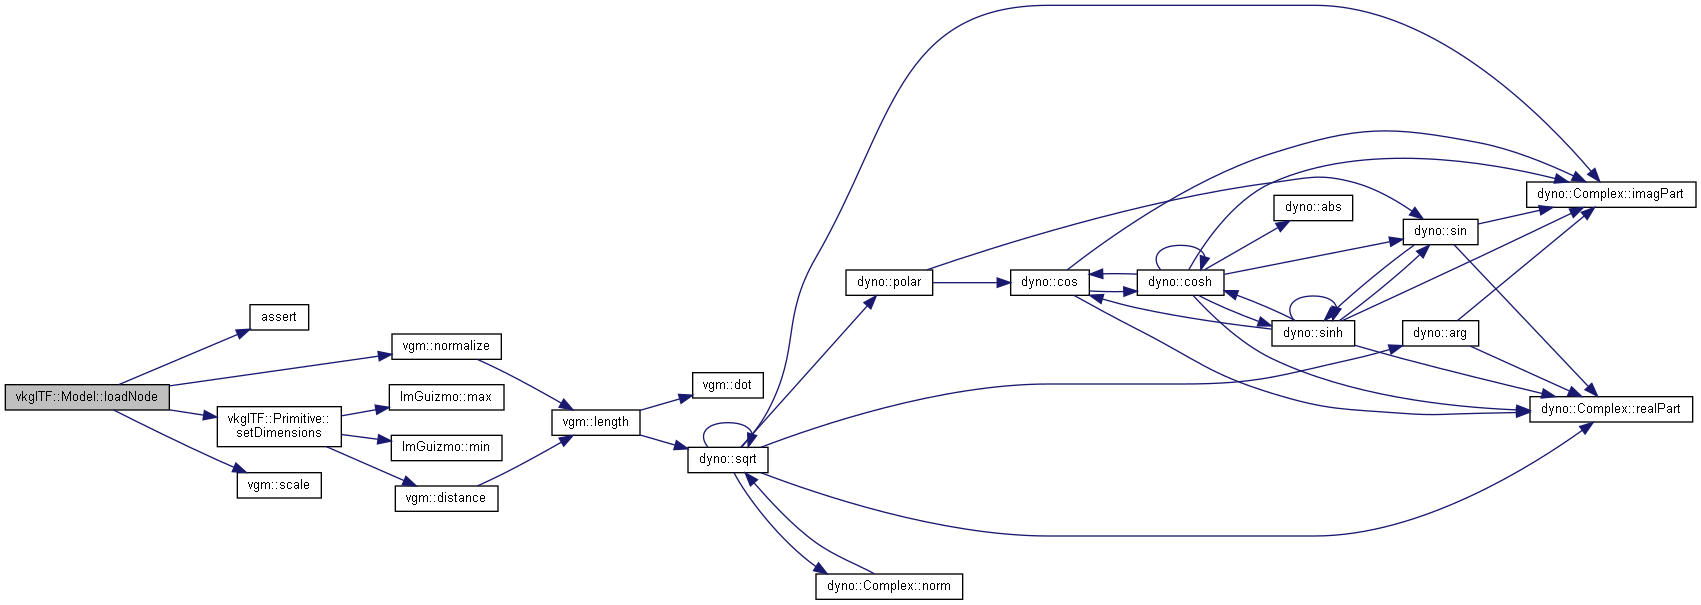 vkglTF::Model::loadNode
assert
vgm::normalize
vkglTF::Primitive::
setDimensions
ImGuizmo::max
ImGuizmo::min
vgm::scale
vgm::distance
vgm::length
vgm::dot
dyno::sqrt
dyno::Complex::norm
dyno::polar
dyno::cos
dyno::cosh
dyno::abs
dyno::sinh
dyno::sin
dyno::arg
dyno::Complex::imagPart
dyno::Complex::realPart